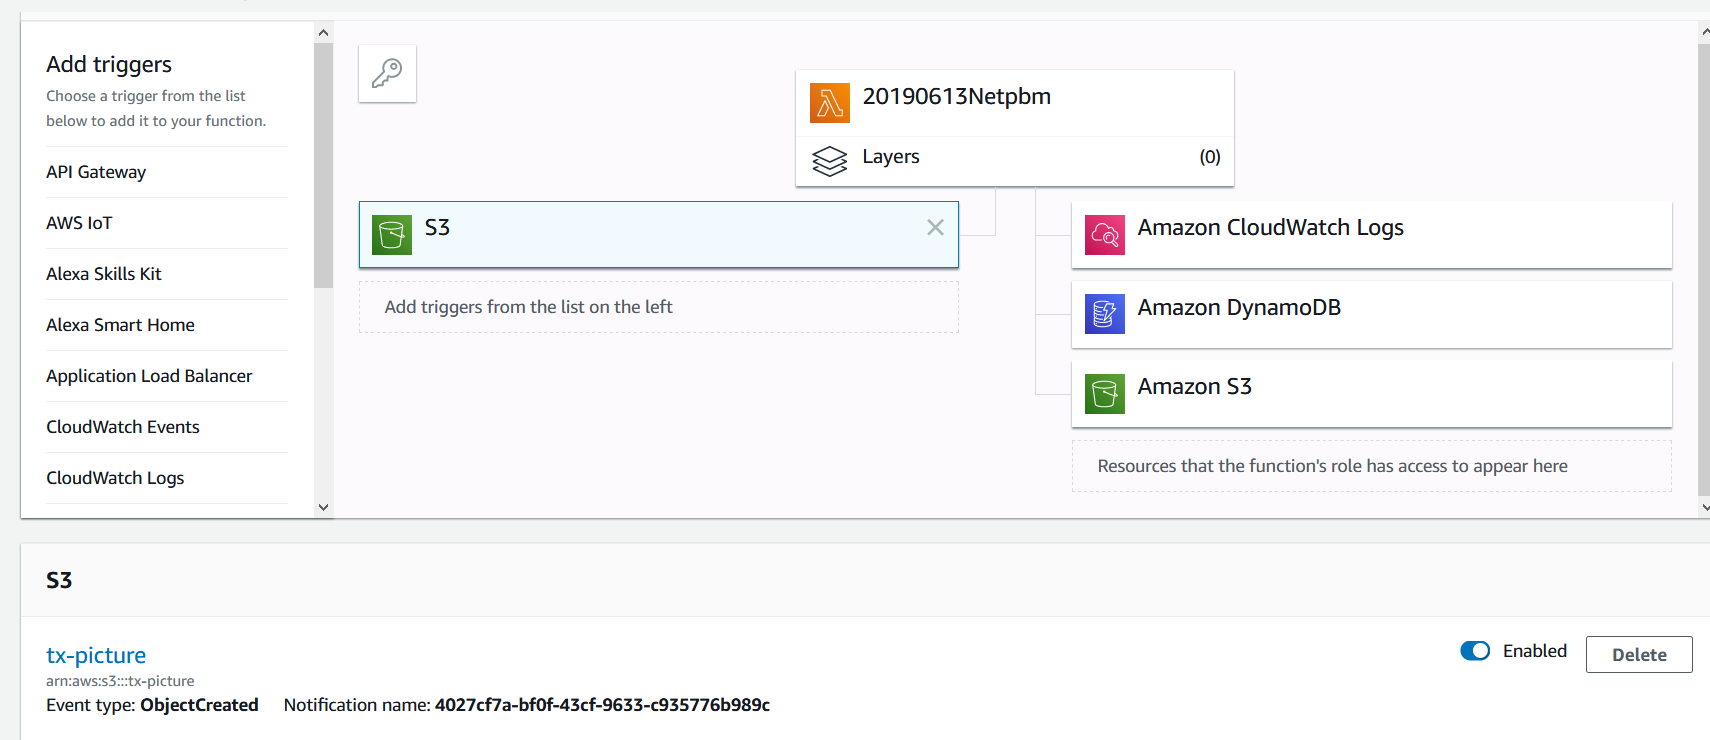 Add triggers
Choose a trigger from the list
below to add it to your function.
API Gateway
AWS IoT
Alexa Skills Kit
Alexa Smart Home
Application Load Balancer
CloudWatch Events
CloudWatch Logs
20190613Netpbm
Layers (0)
S3
Add triggers from the list on the left
Amazon CloudWatch Logs
Amazon DynamoDB
Amazon S3
Resources that the function's role has access to appear here
S3
tx-picture
Enabled
Delete
arn:aws:s3:::tx-picture
Event type: ObjectCreated Notification name: 4027cf7a-bf0f-43cf-9633-c935776b989c